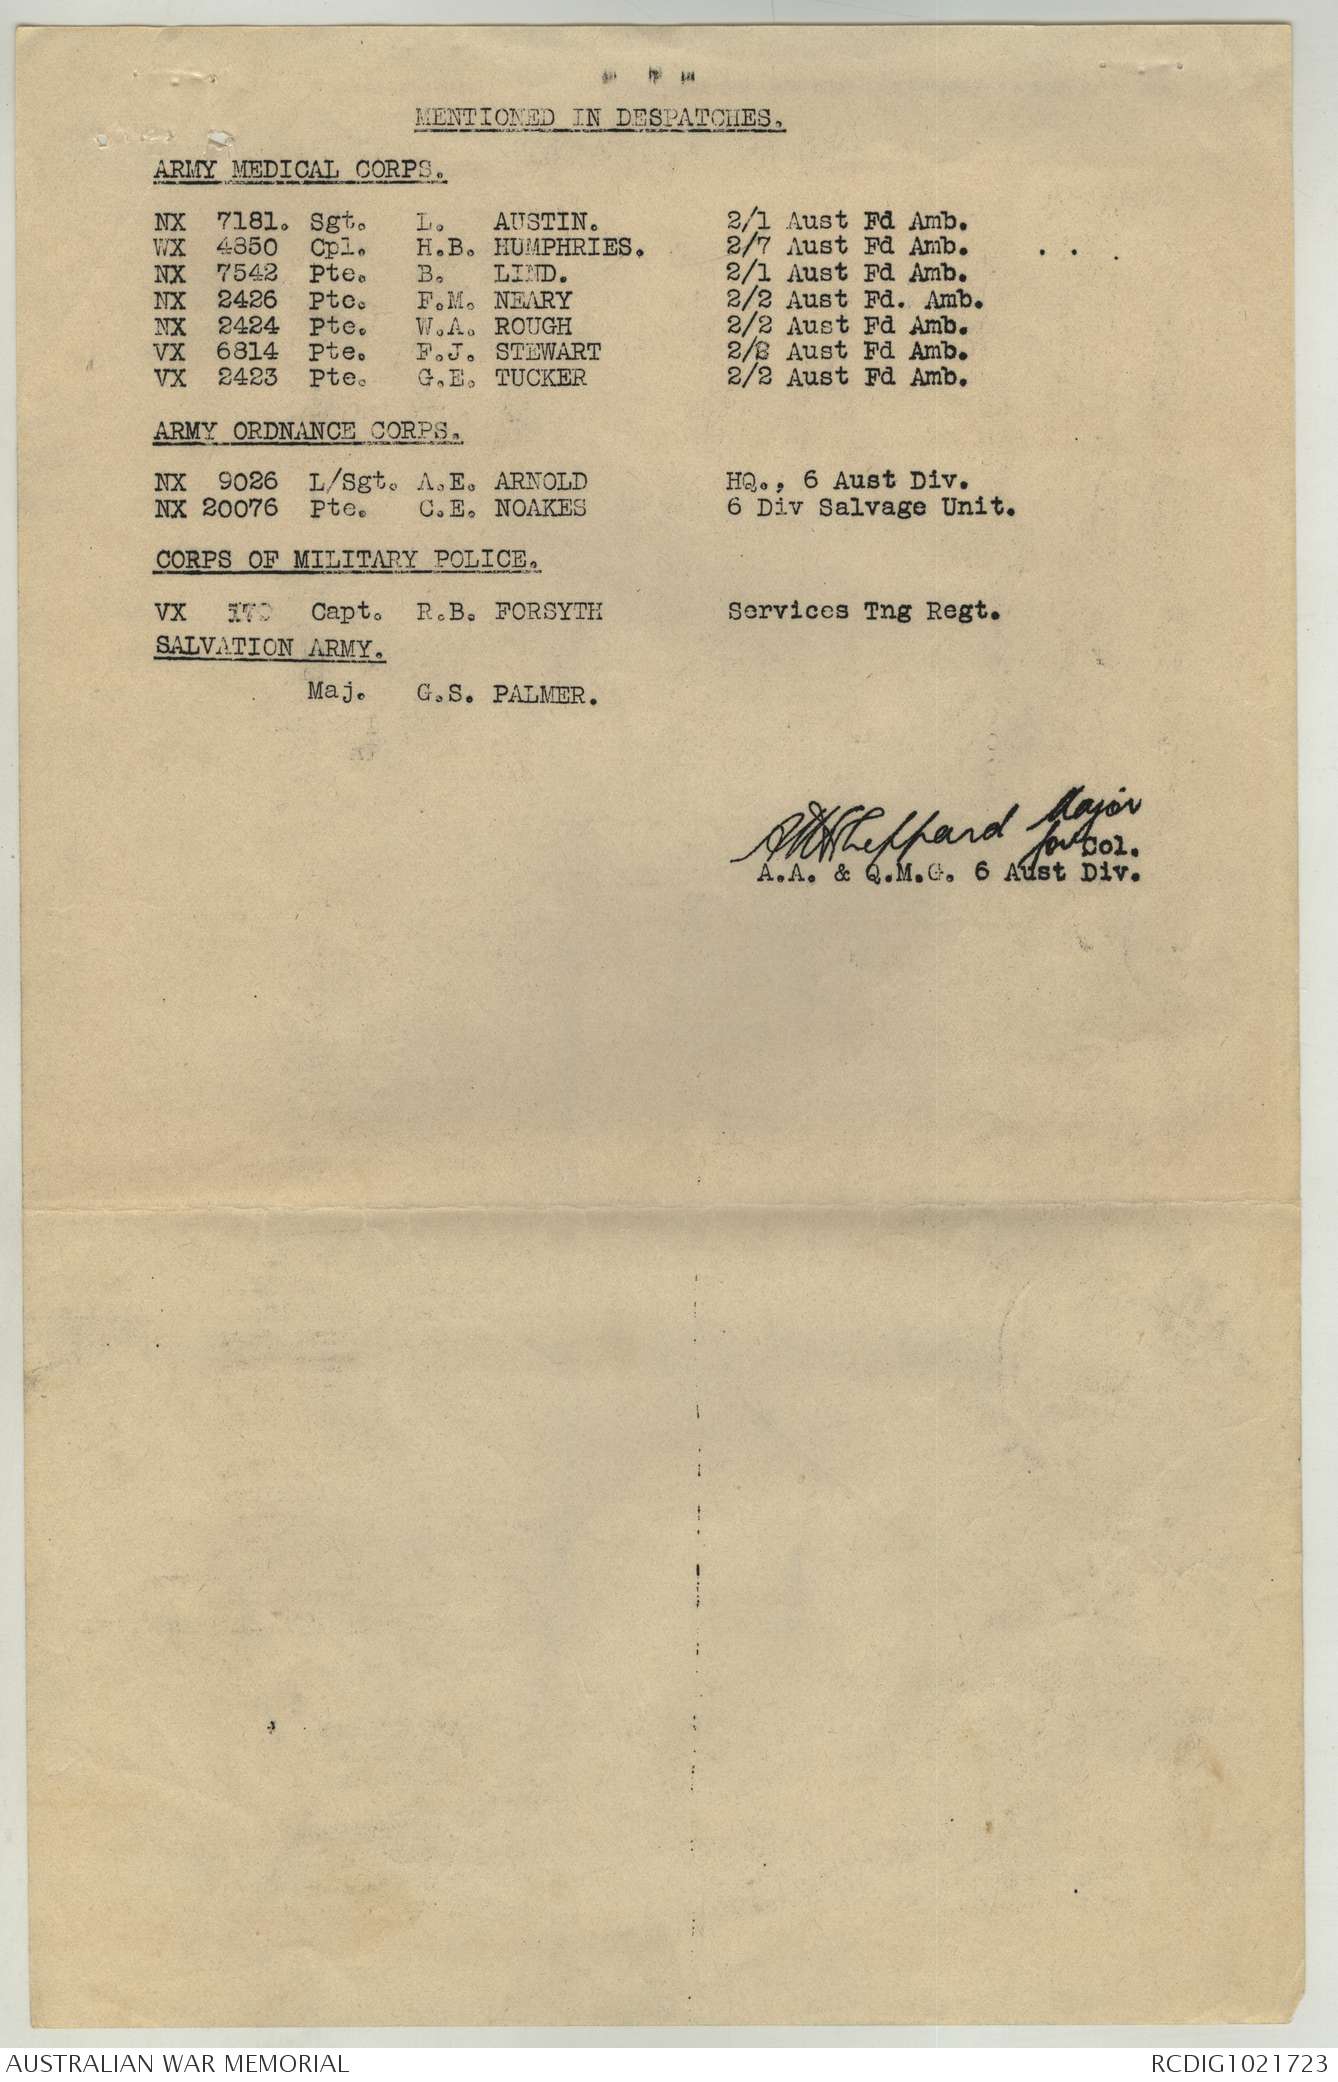 MENTIONED IN DESPATCHES.
ARMY MEDICAL CORPS.
NX 7181. Sgt. L. AUSTIN. 2/1 Aust Fd Amb.
WX 4850 Cpl. H.B. HUMPHRIES. 2/7 Aust Fd Amb.
NX 7542 Pte. B. LIND. 2/1 Aust Fd Amb.
NX 2426 Pte. F.M. NEARY 2/2 Aust Fd. Amb.
NX 2424 Pte. W.A. ROUGH 2/2 Aust Fd Amb.
VX 6814 Pte. F.J. STEWART Aust Fd Amb.
VX 2423 Pte. G.E. TUCKER 2/2 Aust Fd Amb.
ARMY ORDNANCE CORPS.
NX 9026 L/Sgt. A.E. ARNOLD HQ., 6 Aust Div.
NX 20076 Pte. C.E. NOAKES 6 Div Salvage Unit.
CORPS OF MILITARY POLICE.
VX Capt. R.B. FORSYTH Services Tng Regt.
SALVATION ARMY.
Maj. G.S. PALMER.
Sheppard Major
for Col.
A.A. & Q.M.G. 6 Aust Div.
AUSTRALIAN WAR MEMORIAL RCDIG1021723